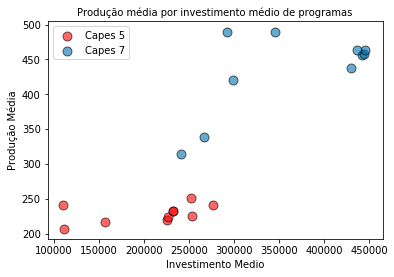 Produção média por investimento médio de programas
Capes 5
Capes 7
Produção Média
500
450
400
350
300
250
200
100000 150000 200000 250000 300000 350000 400000 450000
Investimento Medio